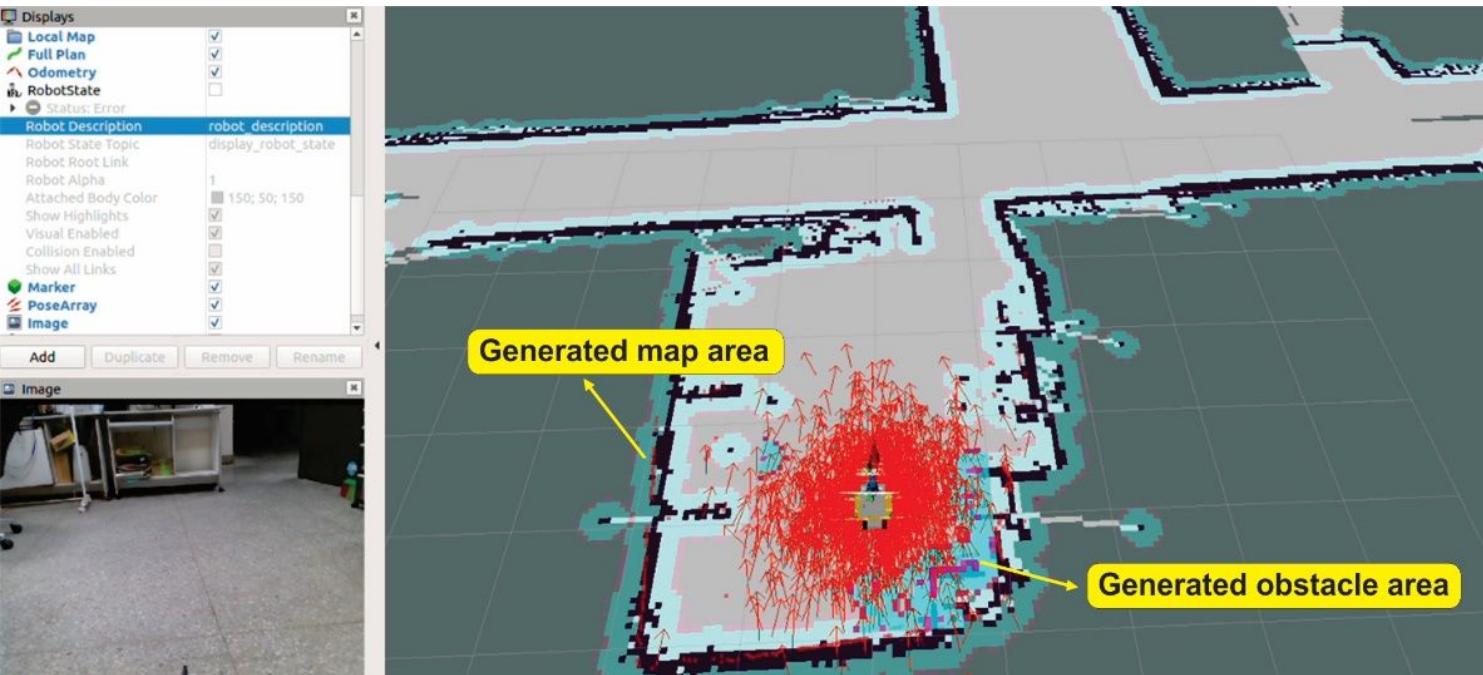 Displays
Local Map
Full Plan
Odometry
RobotState
Status: Error
Robot Description robot_description
Robot State Topic display_robot_state
Robot Root Link
Robot Alpha 1
Attached Body Color 150; 50; 150
Show Highlights
Visual Enabled
Collision Enabled
Show All Links
Marker
PoseArray
Image
Add Duplicate Remove Rename
Image
Generated map area
Generated obstacle area